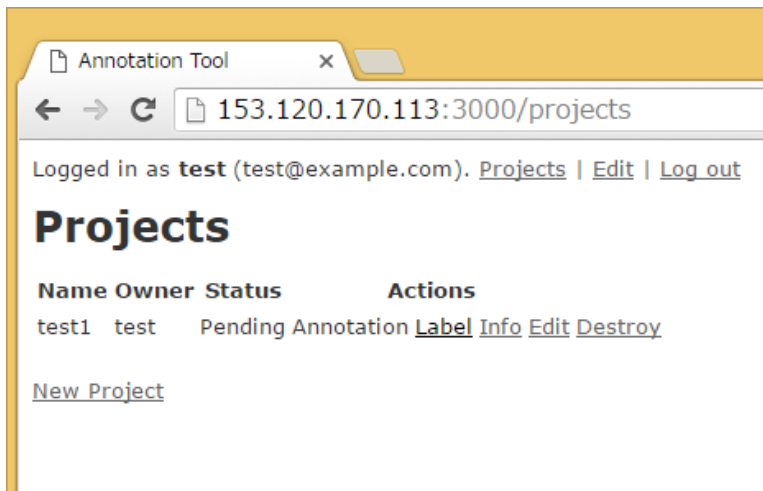 Annotation Tool
153.120.170.113:3000/projects
Logged in as test (test@example.com). Projects | Edit | Log out
Projects
Name Owner Status Actions
test1 test Pending Annotation Label Info Edit Destroy
New Project